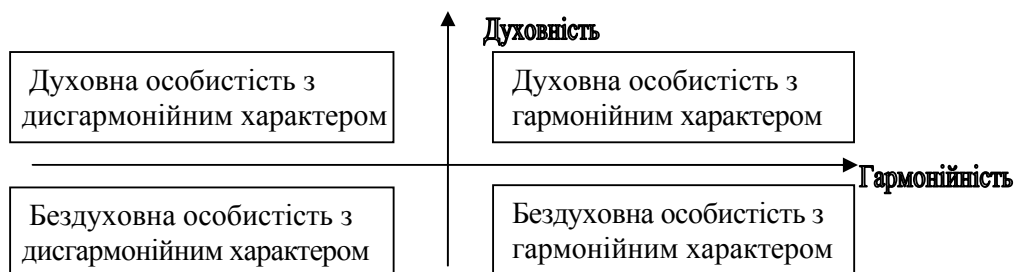 Духовність
Духовна особистість з
дисгармонійним характером
Духовна особистість з
гармонійним характером
Гармонійність
Бездуховна особистість з
дисгармонійним характером
Бездуховна особистість з
гармонійним характером